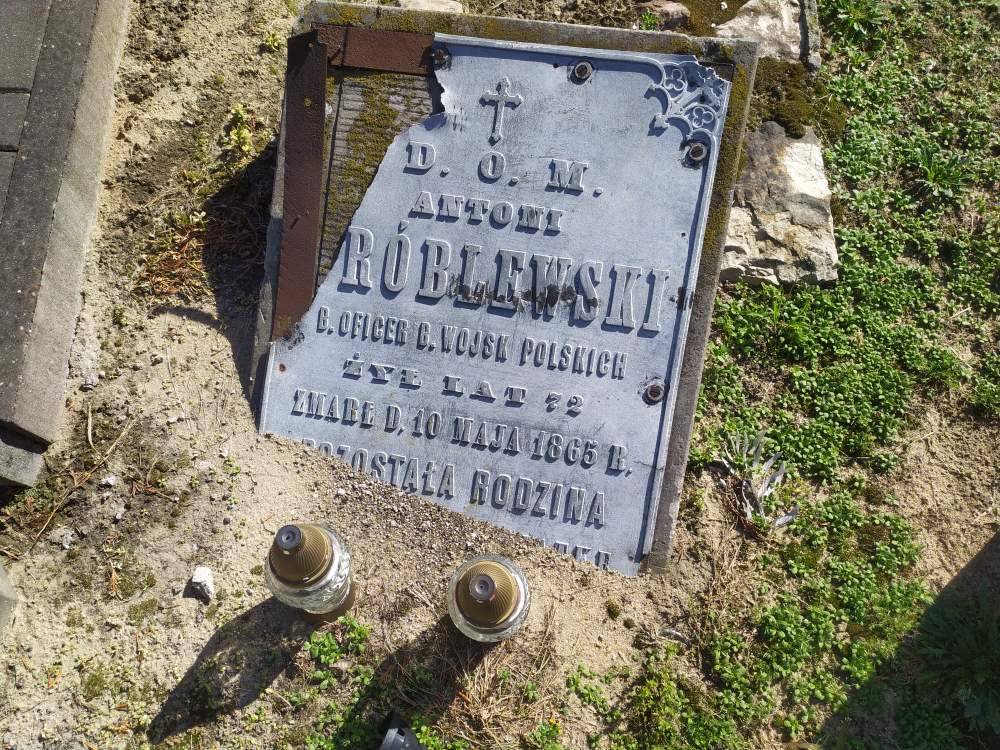 D. O. M.
ANTONI
RÓBLEWSKI
B. OFICER B. WOJSK POLSKICH
ŻYŁ LAT 72
ZMARŁ D. 10 MAJA 1865 R.
POZOSTAŁA RODZINA